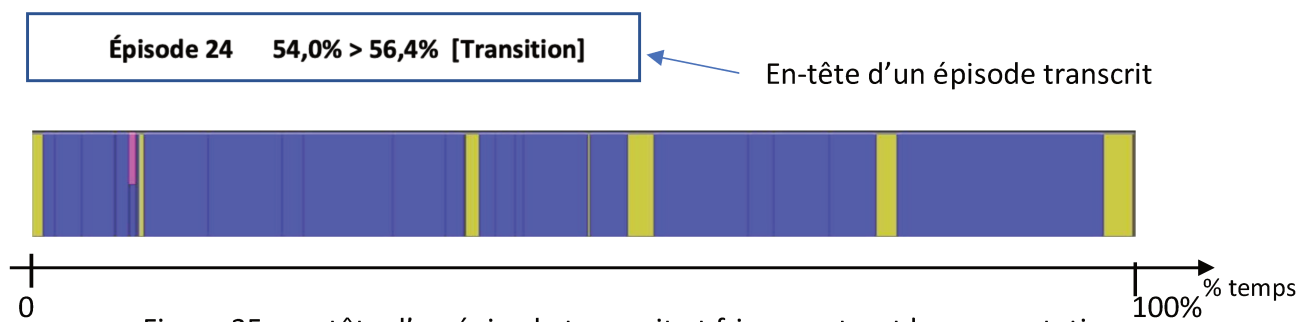 Épisode 24 54,0% > 56,4% [Transition]
En-tête d'un épisode transcrit
% temps
0
100%